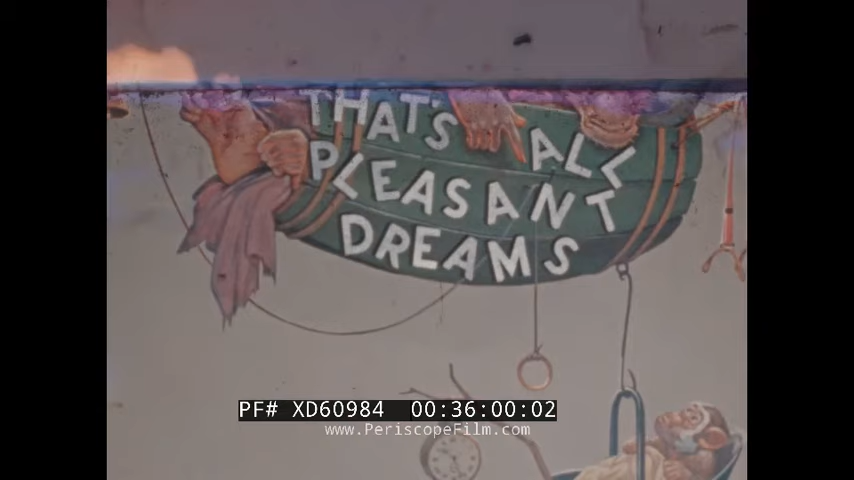 THAT'S ALL
PLEASANT
DREAMS
PF# XD60984 00:36:00:02
www.PeriscopeFilm.com